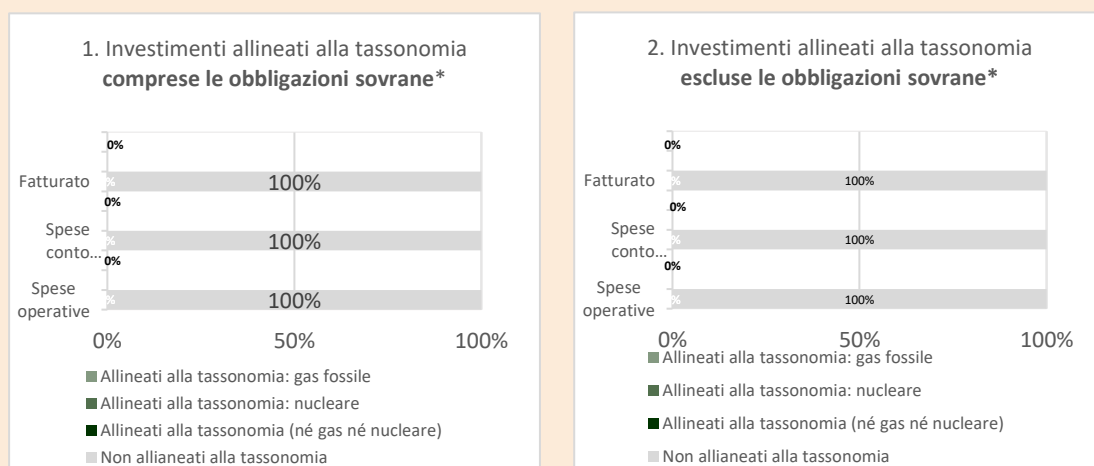 1. Investimenti allineati alla tassonomia
comprese le obbligazioni sovrane*
0%
Fatturato
%
100%
0%
Spese
conto...
%
100%
0%
Spese
operative
%
100%
0%
50%
100%
Allineati alla tassonomia: gas fossile
Allineati alla tassonomia: nucleare
Allineati alla tassonomia (né gas né nucleare)
Non allianeati alla tassonomia
2. Investimenti allineati alla tassonomia
escluse le obbligazioni sovrane*
0%
Fatturato
%
100%
0%
Spese
conto...
%
100%
0%
Spese
operative
%
100%
0%
50%
100%
Allineati alla tassonomia: gas fossile
Allineati alla tassonomia: nucleare
Allineati alla tassonomia (né gas né nucleare)
Non allianeati alla tassonomia